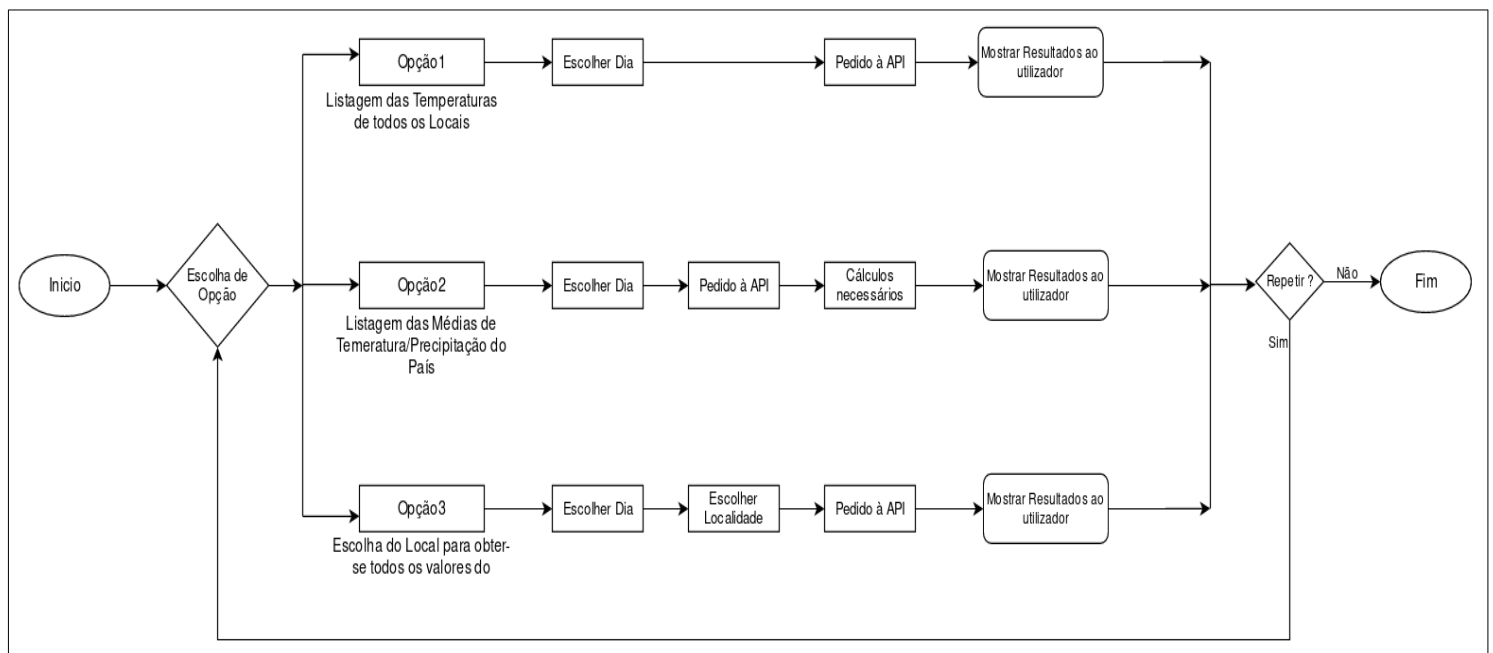 Opção1
Listagem das Temperaturas
de todos os Locais
Escolher Dia
Pedido à API
Mostrar Resultados ao
utilizador
Inicio
Escolha de
Opção
Opção2
Listagem das Médias de
Temeratura/Precipitação do
País
Escolher Dia
Pedido à API
Cálculos
necessários
Mostrar Resultados ao
utilizador
Repetir ?
Não
Fim
Sim
Opção3
Escolha do Local para obter-
se todos os valores do
Escolher Dia
Escolher
Localidade
Pedido à API
Mostrar Resultados ao
utilizador